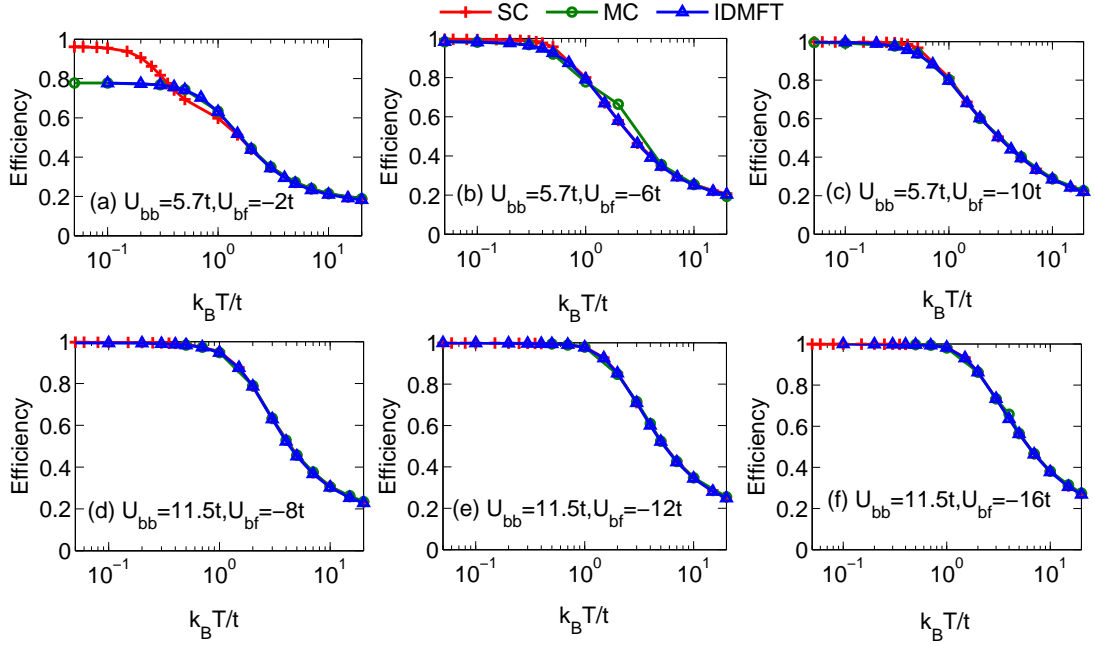 SC MC IDMFT
Efficiency
1
0.8
0.6
0.4
0.2
0
(a) U_bb=5.7t,U_bf=−2t
10^−1 10^0 10^1
k_B T/t
Efficiency
1
0.8
0.6
0.4
0.2
0
(b) U_bb=5.7t,U_bf=−6t
10^−1 10^0 10^1
k_B T/t
Efficiency
1
0.8
0.6
0.4
0.2
0
(c) U_bb=5.7t,U_bf=−10t
10^−1 10^0 10^1
k_B T/t
Efficiency
1
0.8
0.6
0.4
0.2
0
(d) U_bb=11.5t,U_bf=−8t
10^−1 10^0 10^1
k_B T/t
Efficiency
1
0.8
0.6
0.4
0.2
0
(e) U_bb=11.5t,U_bf=−12t
10^−1 10^0 10^1
k_B T/t
Efficiency
1
0.8
0.6
0.4
0.2
0
(f) U_bb=11.5t,U_bf=−16t
10^−1 10^0 10^1
k_B T/t